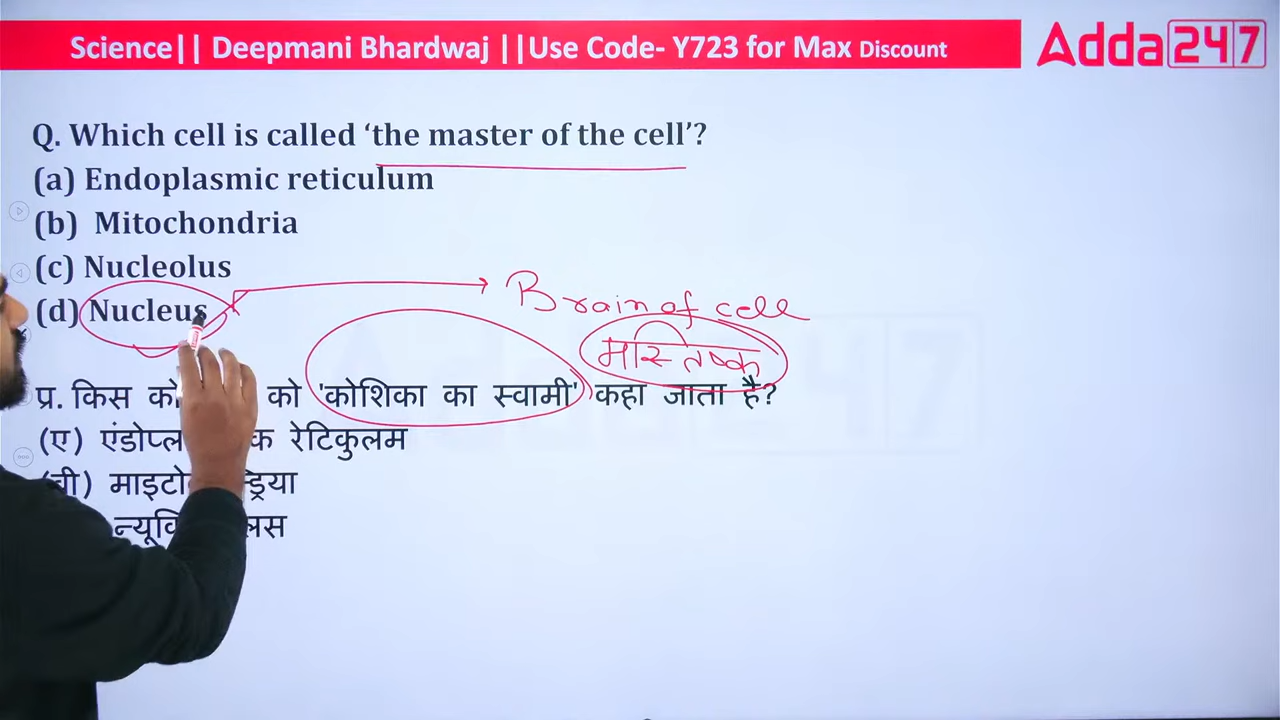 Science|| Deepmani Bhardwaj ||Use Code- Y723 for Max Discount
Adda247
Q. Which cell is called ‘the master of the cell’?
(a) Endoplasmic reticulum
(b) Mitochondria
(c) Nucleolus
(d) Nucleus
Brain of cell
मस्तिष्क
प्र. किस को को 'कोशिका का स्वामी' कहा जाता है?
(ए) एंडोप्ल क रेटिकुलम
(बी) माइटो न्ड्रिया